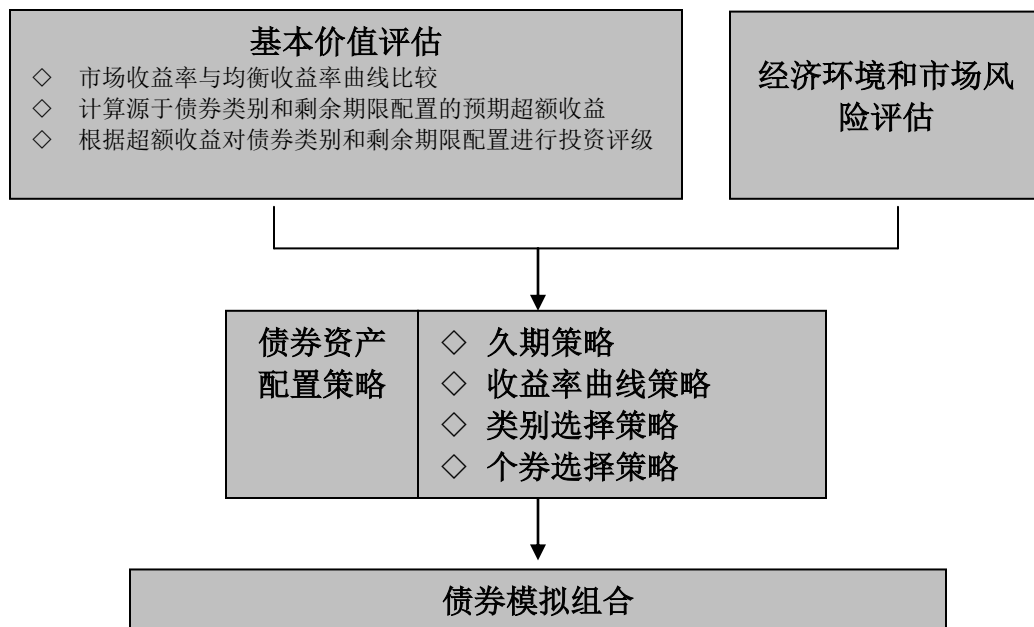 基本价值评估
◇ 市场收益率与均衡收益率曲线比较
◇ 计算源于债券类别和剩余期限配置的预期超额收益
◇ 根据超额收益对债券类别和剩余期限配置进行投资评级
经济环境和市场风
险评估
债券资产
配置策略
◇ 久期策略
◇ 收益率曲线策略
◇ 类别选择策略
◇ 个券选择策略
债券模拟组合